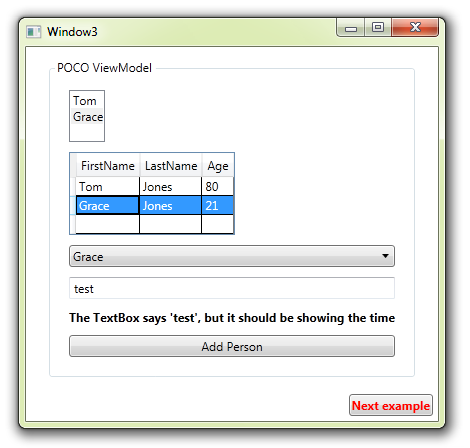 Window3
POCO ViewModel
Tom
Grace
FirstName LastName Age
Tom Jones 80
Grace Jones 21
Grace
test
The TextBox says 'test', but it should be showing the time
Add Person
Next example